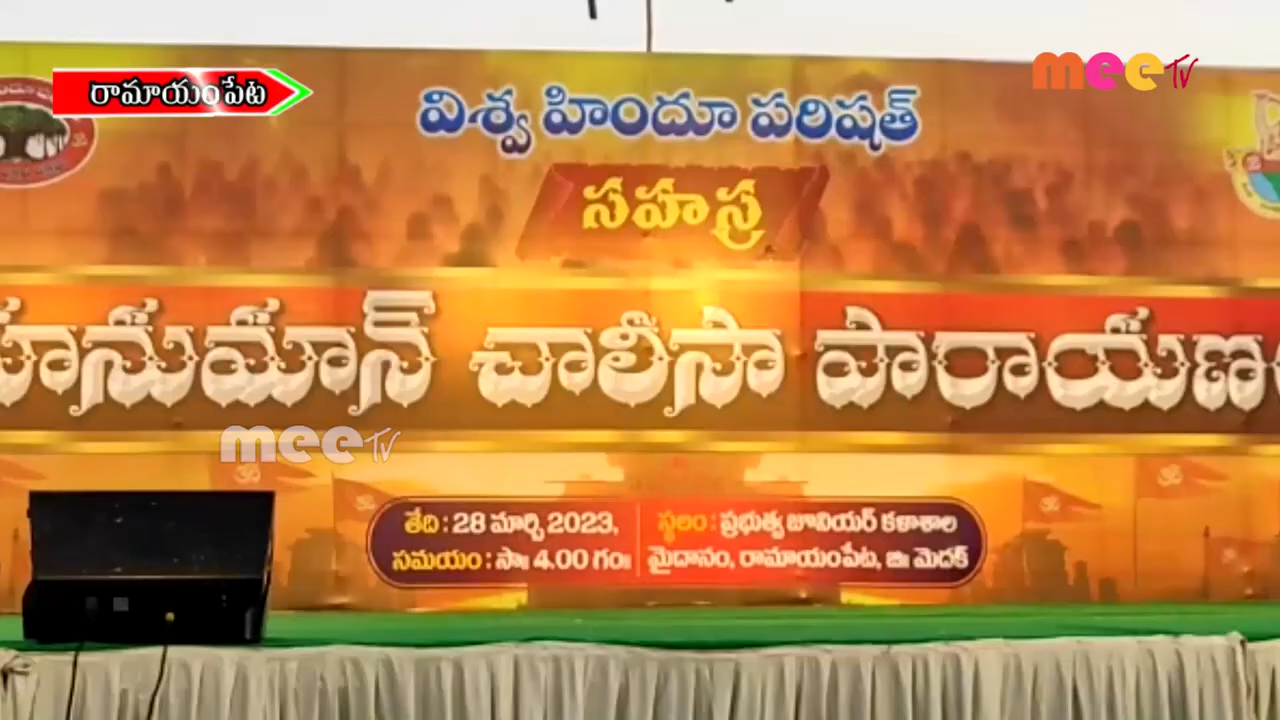 రామాయంపేట
mee TV
విశ్వ హిందూ పరిషత్
సహస్ర
హనుమాన్ చాలీసా పారాయణం
mee TV
తేది : 28 మార్చి 2023,
సమయం : సా॥ 4.00 గం॥
స్థలం : ప్రభుత్వ జూనియర్ కళాశాల
మైదానం, రామాయంపేట, జి॥ మెదక్